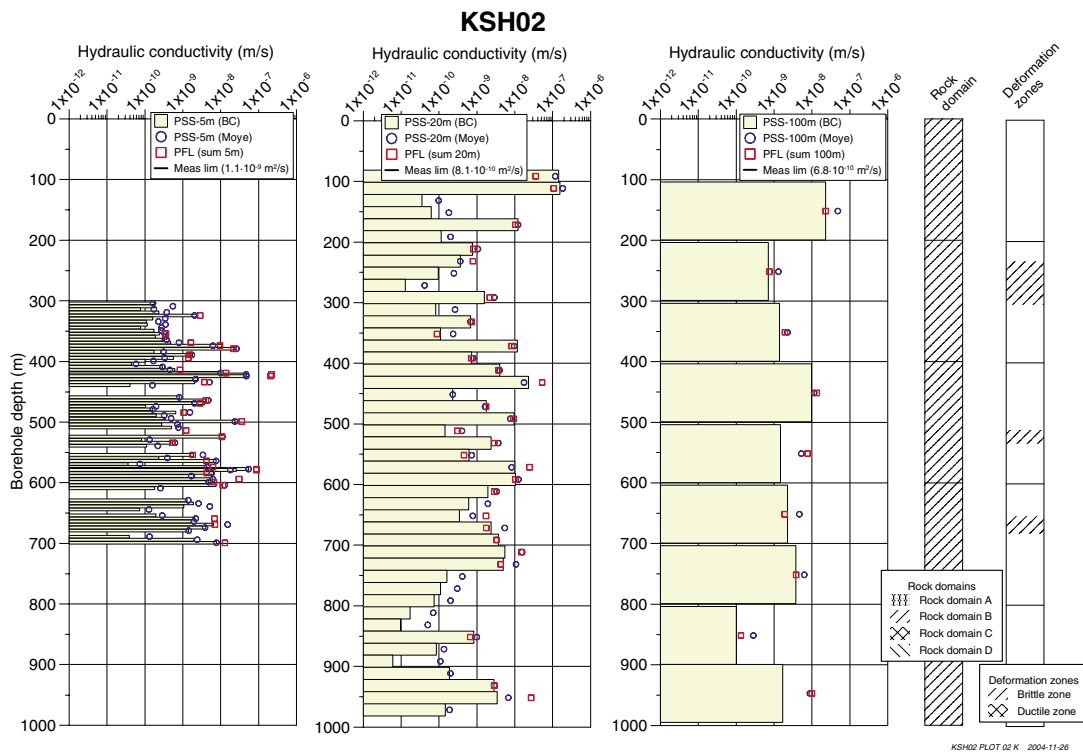 KSH02
Hydraulic conductivity (m/s)
1X10⁻¹² 1X10⁻¹¹ 1X10⁻¹⁰ 1X10⁻⁹ 1X10⁻⁸ 1X10⁻⁷ 1X10⁻⁶
PSS-5m (BC)
PSS-5m (Moye)
PFL (sum 5m)
Meas lim (1.1·10⁻⁹ m²/s)
Borehole depth (m)
0
100
200
300
400
500
600
700
800
900
1000
Hydraulic conductivity (m/s)
1X10⁻¹² 1X10⁻¹¹ 1X10⁻¹⁰ 1X10⁻⁹ 1X10⁻⁸ 1X10⁻⁷ 1X10⁻⁶
PSS-20m (BC)
PSS-20m (Moye)
PFL (sum 20m)
Meas lim (8.1·10⁻¹⁰ m²/s)
0
100
200
300
400
500
600
700
800
900
1000
Hydraulic conductivity (m/s)
1X10⁻¹² 1X10⁻¹¹ 1X10⁻¹⁰ 1X10⁻⁹ 1X10⁻⁸ 1X10⁻⁷ 1X10⁻⁶
PSS-100m (BC)
PSS-100m (Moye)
PFL (sum 100m)
Meas lim (6.8·10⁻¹⁰ m²/s)
0
100
200
300
400
500
600
700
800
900
1000
Rock
domain
Deformation
zones
Rock domains
Rock domain A
Rock domain B
Rock domain C
Rock domain D
Deformation zones
Brittle zone
Ductile zone
KSH02 PLOT 02 K 2004-11-26